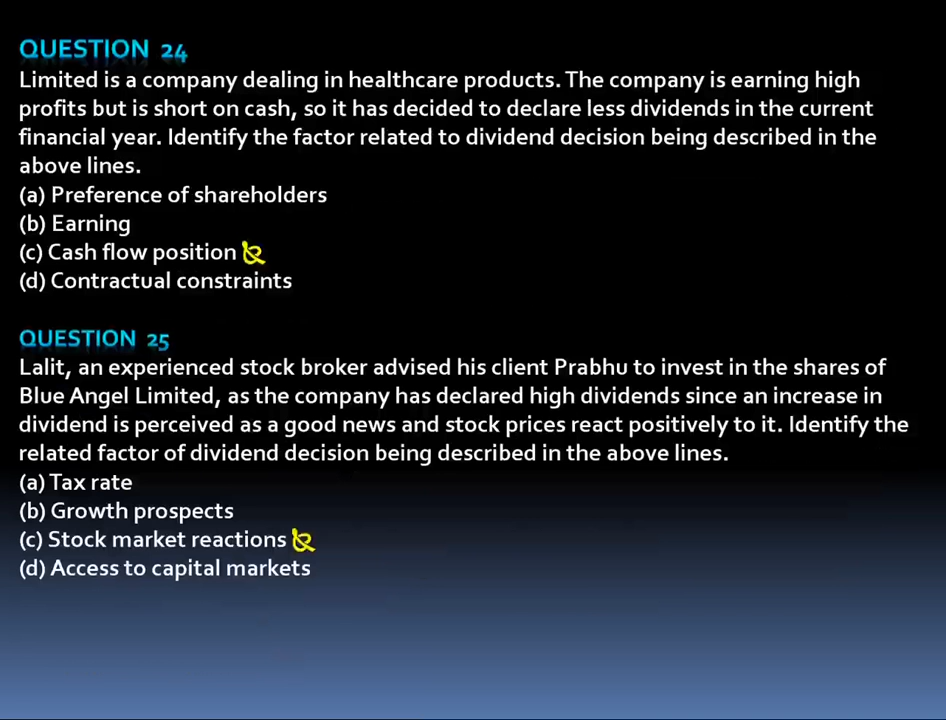 QUESTION 24
Limited is a company dealing in healthcare products. The company is earning high
profits but is short on cash, so it has decided to declare less dividends in the current
financial year. Identify the factor related to dividend decision being described in the
above lines.
(a) Preference of shareholders
(b) Earning
(c) Cash flow position
(d) Contractual constraints
QUESTION 25
Lalit, an experienced stock broker advised his client Prabhu to invest in the shares of
Blue Angel Limited, as the company has declared high dividends since an increase in
dividend is perceived as a good news and stock prices react positively to it. Identify the
related factor of dividend decision being described in the above lines.
(a) Tax rate
(b) Growth prospects
(c) Stock market reactions
(d) Access to capital markets